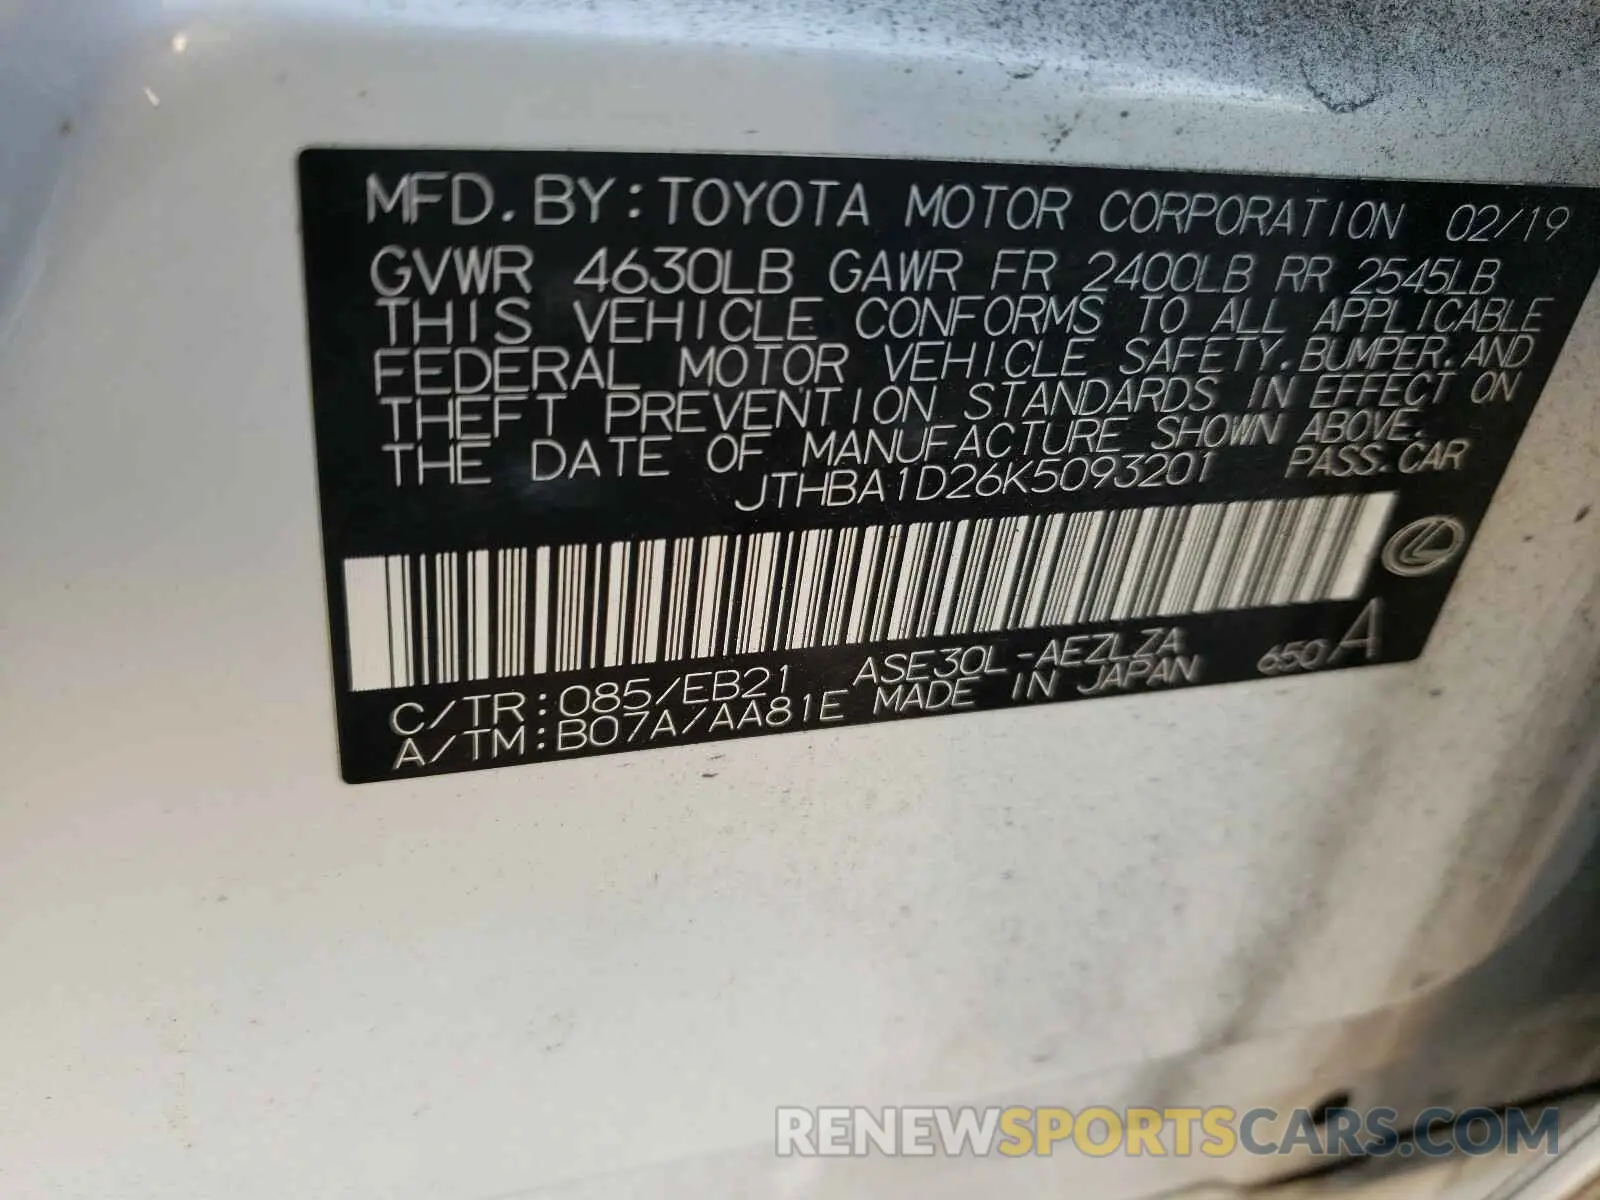 MFD. BY: TOYOTA MOTOR CORPORATION 02/19
GVWR 4630LB GAWR FR 2400LB RR 2545LB
THIS VEHICLE CONFORMS TO ALL APPLICABLE
FEDERAL MOTOR VEHICLE SAFETY, BUMPER, AND
THEFT PREVENTION STANDARDS IN EFFECT ON
THE DATE OF MANUFACTURE SHOWN ABOVE.
JTHBA1D26K5093201 PASS. CAR
C/TR: 085/EB21 ASE30L-AEZLZA 650A
A/TM: B07A/AA81E MADE IN JAPAN
RENEWSPORTSCARS.COM